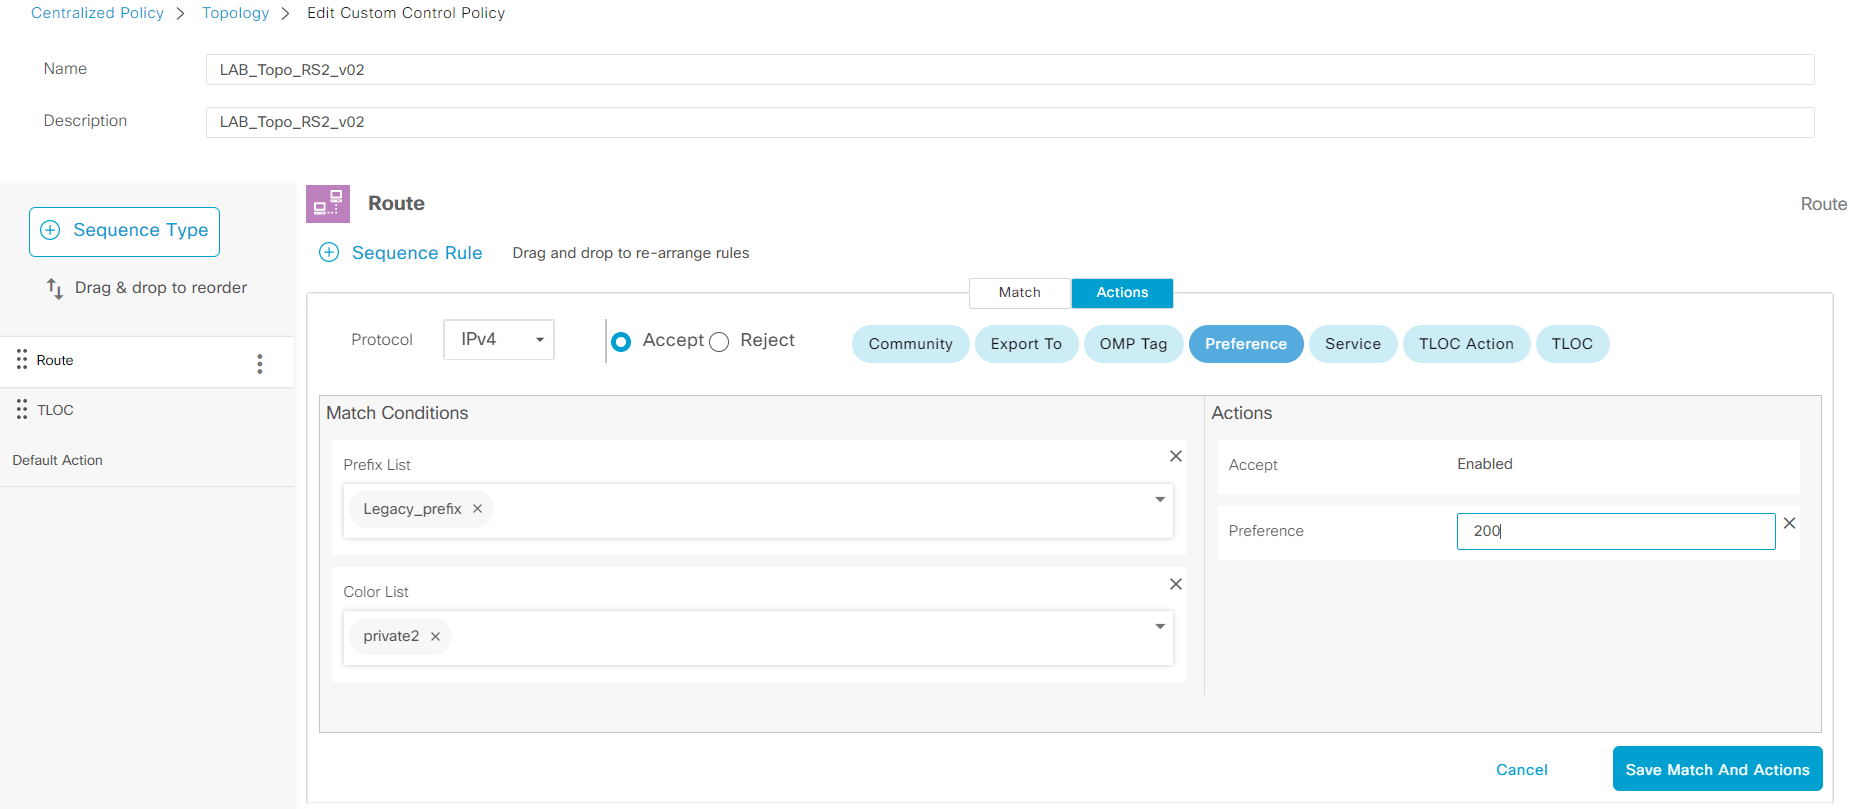 Centralized Policy > Topology > Edit Custom Control Policy
Name LAB_Topo_RS2_v02
Description LAB_Topo_RS2_v02
Sequence Type
Drag & drop to reorder
Route
TLOC
Default Action
Route Route
Sequence Rule Drag and drop to re-arrange rules
Match Actions
Protocol IPv4 Accept Reject Community Export To OMP Tag Preference Service TLOC Action TLOC
Match Conditions
Prefix List
Legacy_prefix
Color List
private2
Actions
Accept Enabled
Preference 200
Cancel Save Match And Actions